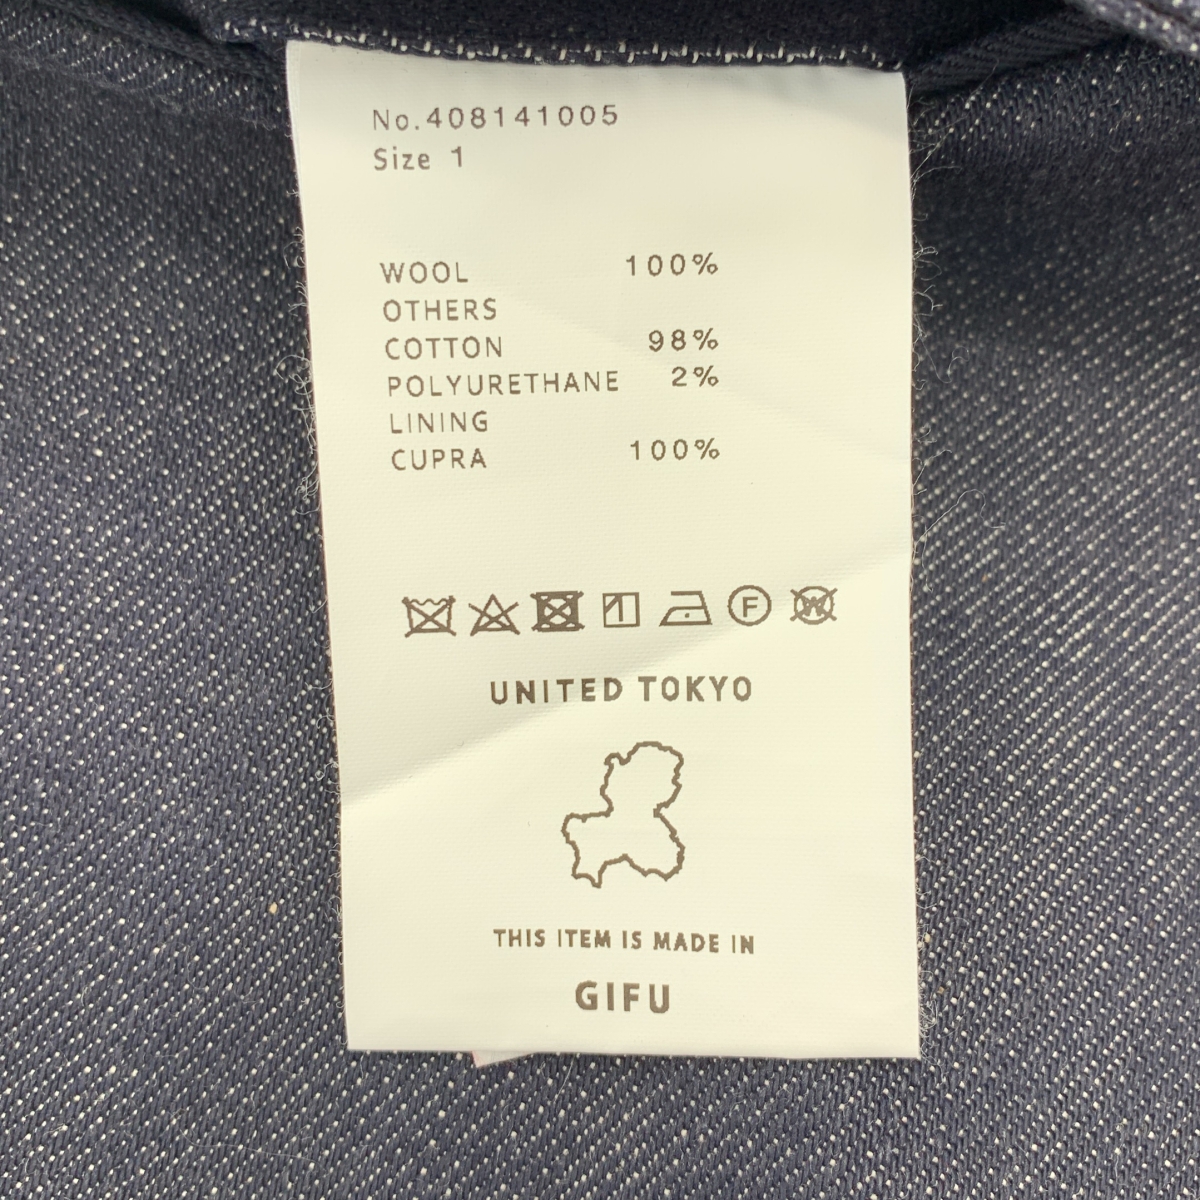 No.408141005
Size 1
WOOL 100%
OTHERS
COTTON 98%
POLYURETHANE 2%
LINING
CUPRA 100%
F W
UNITED TOKYO
THIS ITEM IS MADE IN
GIFU